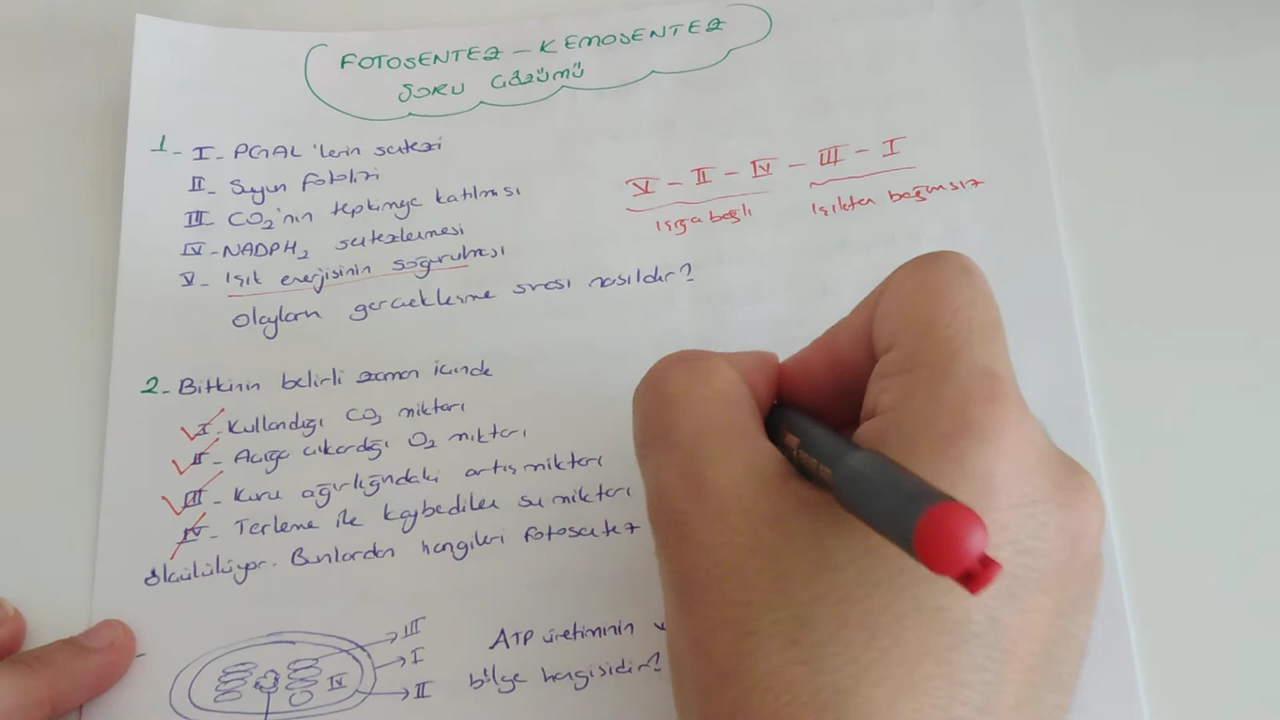 FOTOSENTEZ - KEMOSENTEZ
SORU ÇÖZÜMÜ
1- I- PGAL'lerin sentezi
II- Suyun fotolizi
III CO₂'nin tepkimeye katılması
IV- NADPH₂ sentezlenmesi
V- Işık enerjisinin soğurulması
Olayların gerçekleşme sırası nasıldır?
V - II - IV - III - I
Işığa bağlı
Işıktan bağımsız
2- Bitkinin belirli zaman içinde
I- Kullandığı CO₂ miktarı
II- Açığa çıkardığı O₂ miktarı
III- Kuru ağırlığındaki artış miktarı
IV- Terleme ile kaybedilen su miktarı
ölçülülüyor. Bunlardan hangileri fotosentez
III
I
II
IV
ATP üretiminin
bölge hangisidir?